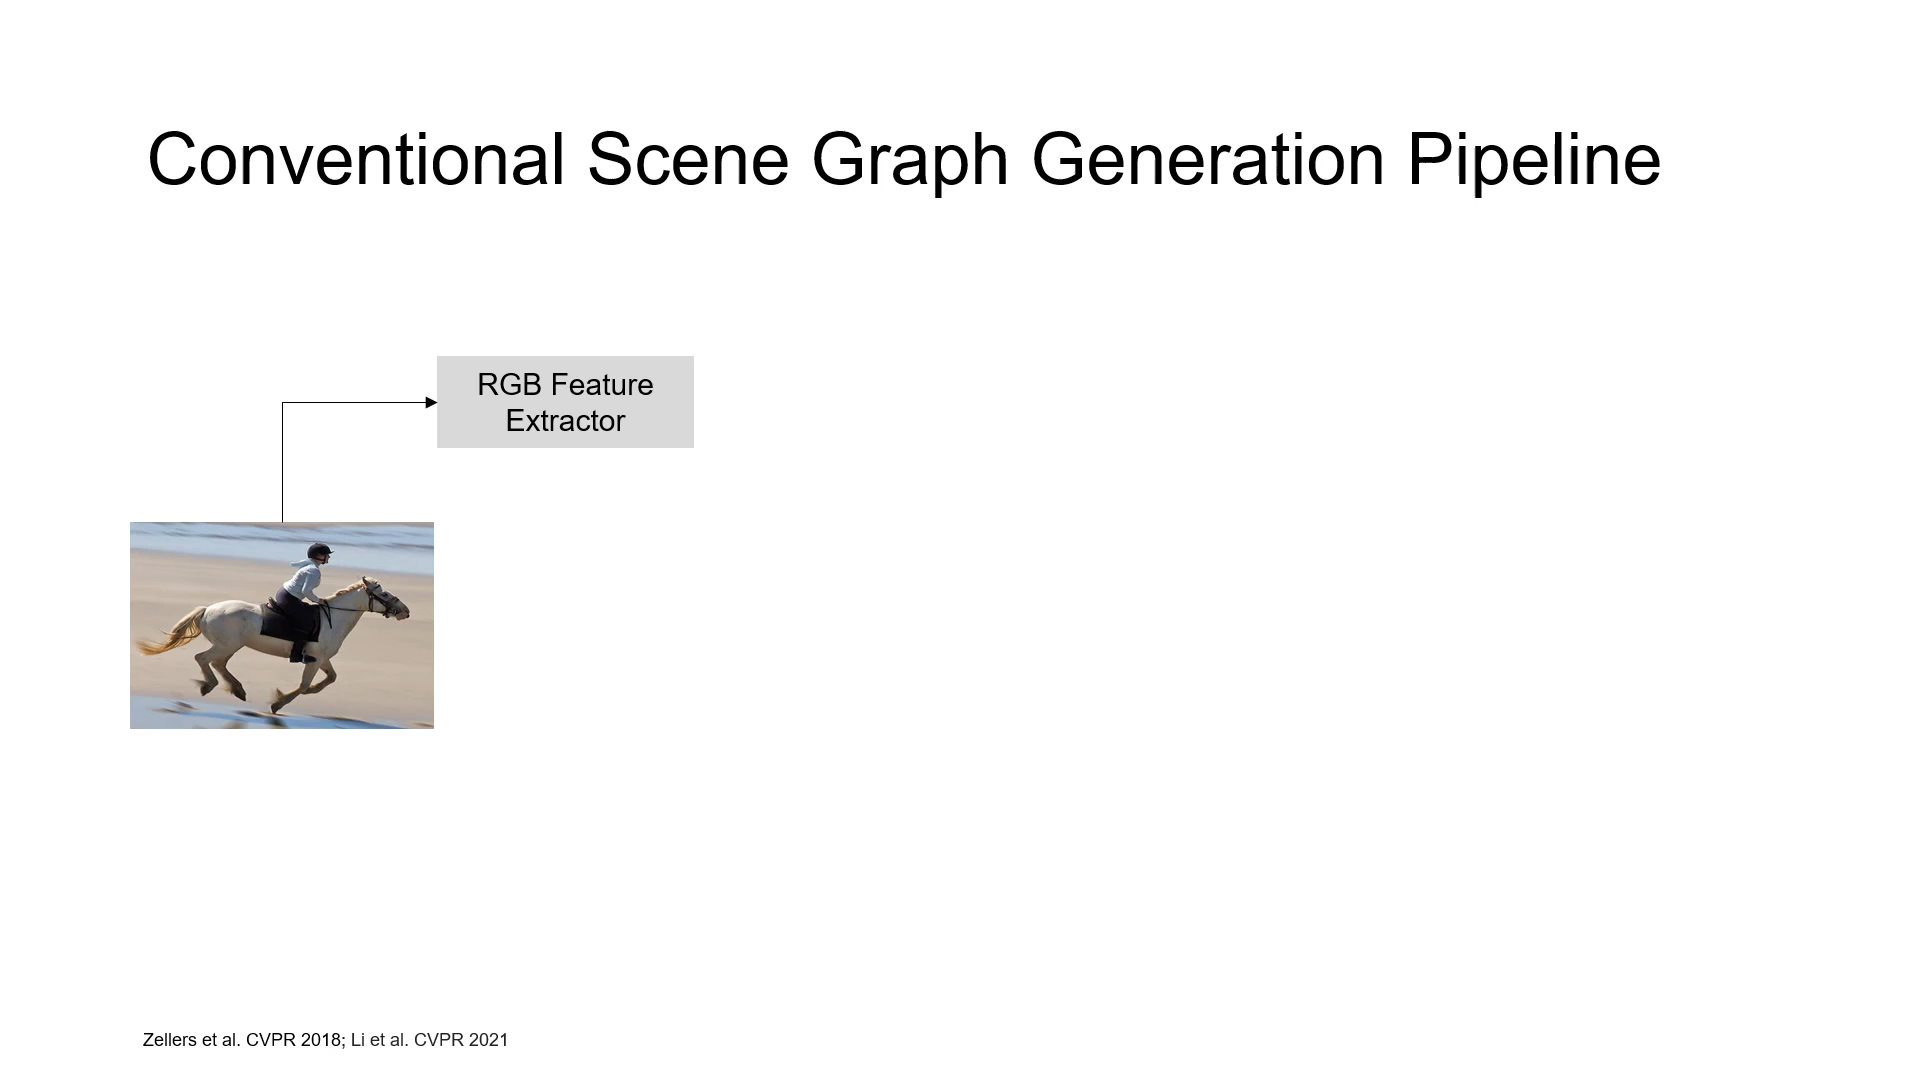 Conventional Scene Graph Generation Pipeline
RGB Feature
Extractor
Zellers et al. CVPR 2018; Li et al. CVPR 2021